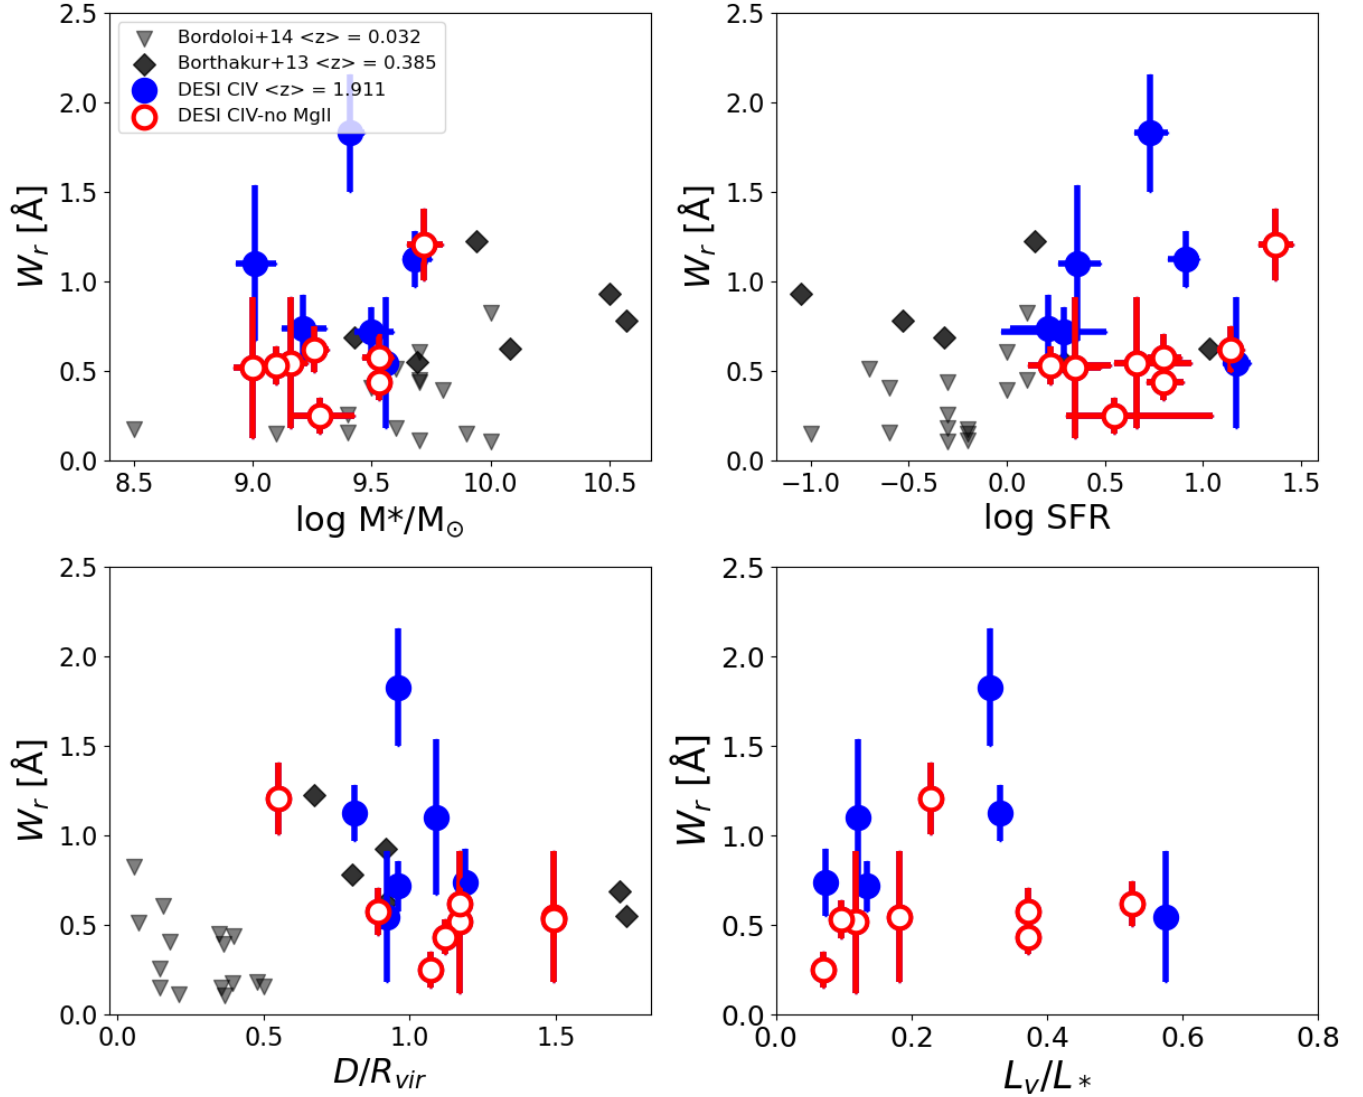 2.5
2.0
1.5
1.0
0.5
0.0
W_r [Å]
Bordoloi+14 <z> = 0.032
Borthakur+13 <z> = 0.385
DESI CIV <z> = 1.911
DESI CIV-no MgII
8.5 9.0 9.5 10.0 10.5
log M*/M☉
2.5
2.0
1.5
1.0
0.5
0.0
W_r [Å]
−1.0 −0.5 0.0 0.5 1.0 1.5
log SFR
2.5
2.0
1.5
1.0
0.5
0.0
W_r [Å]
0.0 0.5 1.0 1.5
D/R_vir
2.5
2.0
1.5
1.0
0.5
0.0
W_r [Å]
0.0 0.2 0.4 0.6 0.8
L_v/L_*